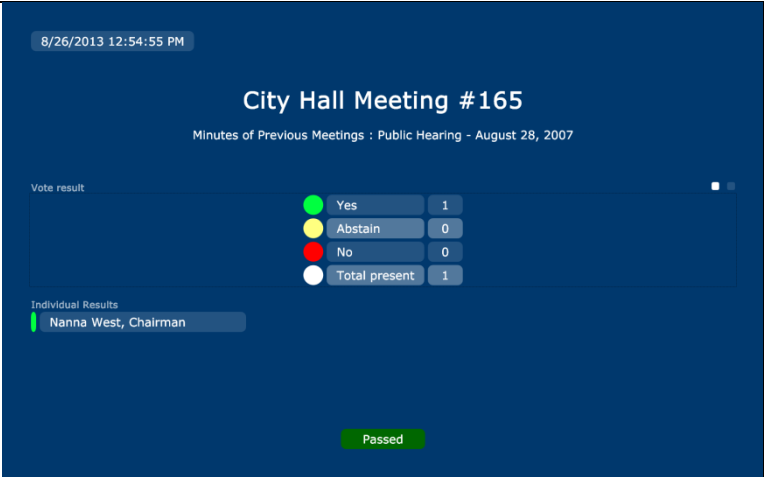 8/26/2013 12:54:55 PM
City Hall Meeting #165
Minutes of Previous Meetings : Public Hearing - August 28, 2007
Vote result
Yes 1
Abstain 0
No 0
Total present 1
Individual Results
Nanna West, Chairman
Passed